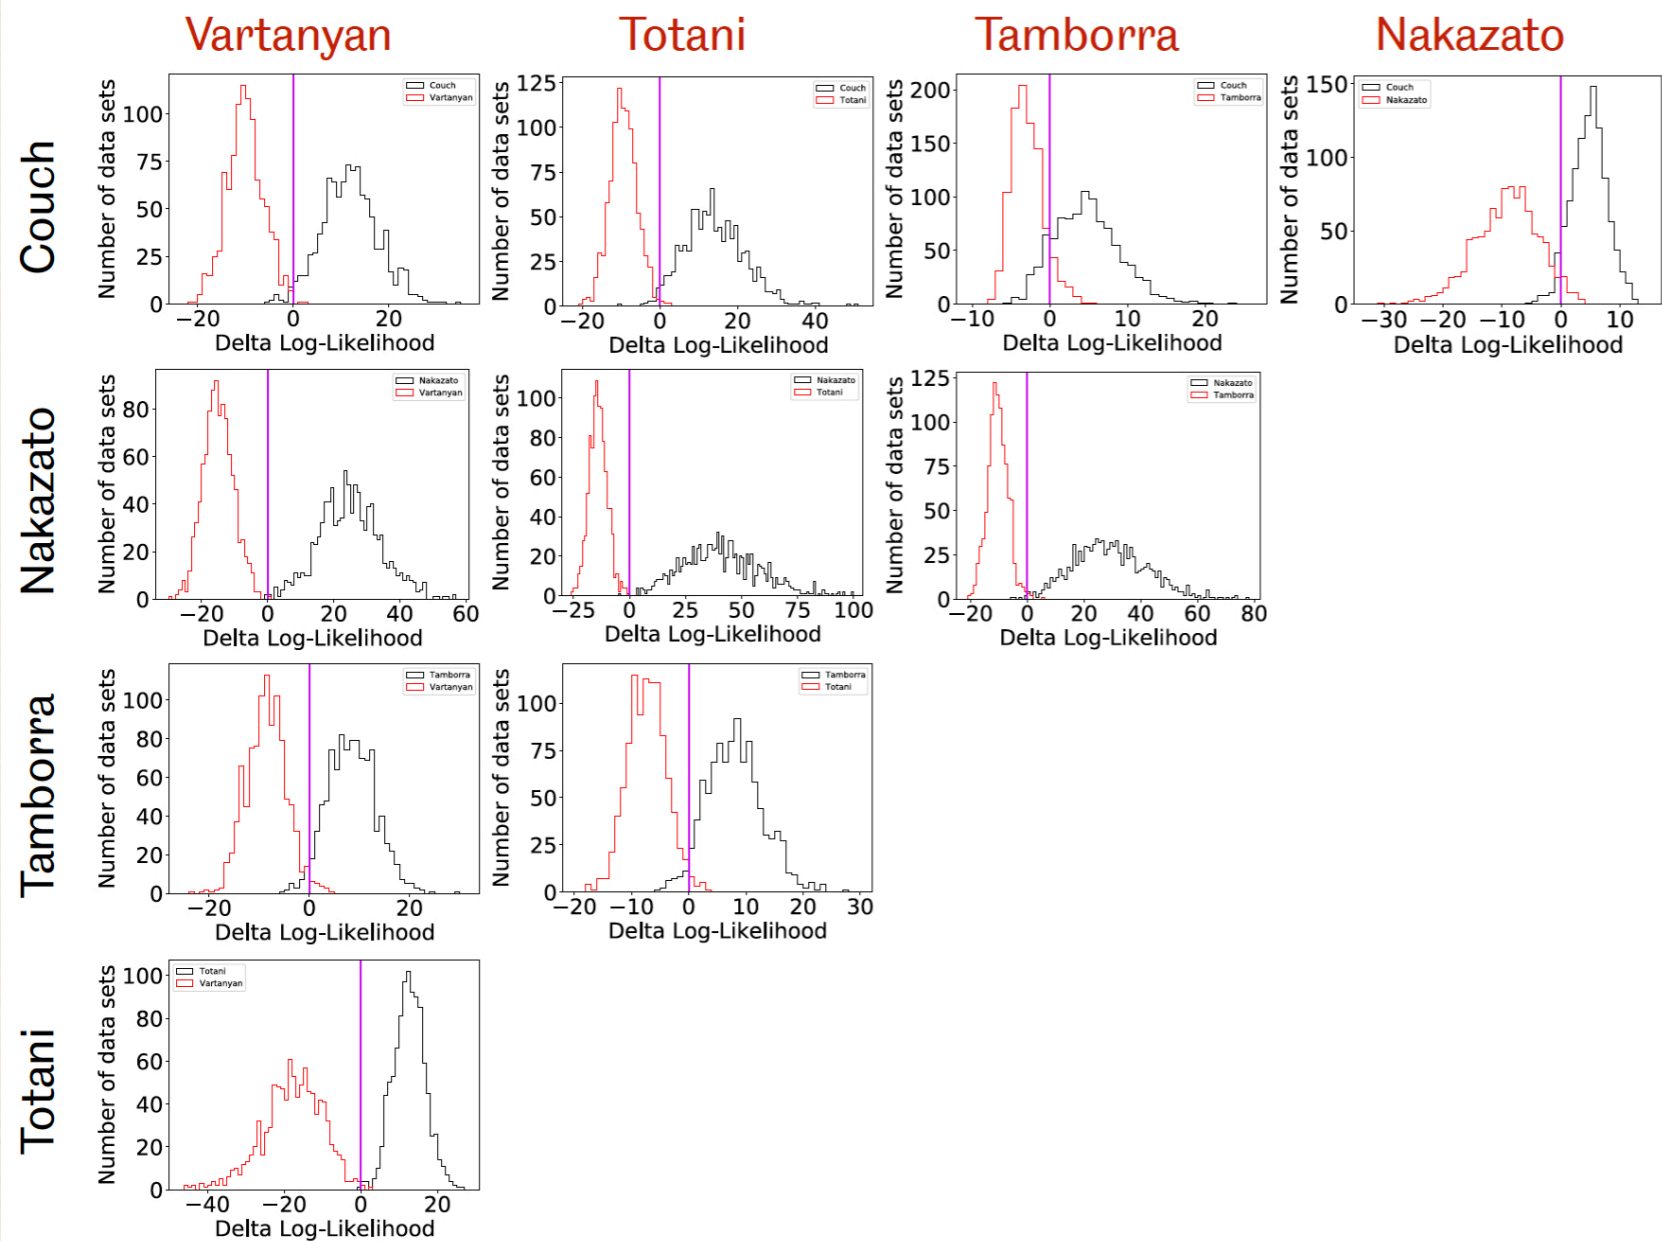 Vartanyan Totani Tamborra Nakazato
Couch
Number of data sets
100
75
50
25
0
−20 0 20
Delta Log-Likelihood
Couch
Vartanyan
Number of data sets
125
100
75
50
25
0
−20 0 20 40
Delta Log-Likelihood
Couch
Totani
Number of data sets
200
150
100
50
0
−10 0 10 20
Delta Log-Likelihood
Couch
Tamborra
Number of data sets
150
100
50
0
−30 −20 −10 0 10
Delta Log-Likelihood
Couch
Nakazato
Nakazato
Number of data sets
80
60
40
20
0
−20 0 20 40 60
Delta Log-Likelihood
Nakazato
Vartanyan
Number of data sets
100
80
60
40
20
0
−25 0 25 50 75 100
Delta Log-Likelihood
Nakazato
Totani
Number of data sets
125
100
75
50
25
0
−20 0 20 40 60 80
Delta Log-Likelihood
Nakazato
Tamborra
Tamborra
Number of data sets
100
80
60
40
20
0
−20 0 20
Delta Log-Likelihood
Tamborra
Vartanyan
Number of data sets
100
75
50
25
0
−20 −10 0 10 20 30
Delta Log-Likelihood
Tamborra
Totani
Totani
Number of data sets
100
80
60
40
20
0
−40 −20 0 20
Delta Log-Likelihood
Totani
Vartanyan